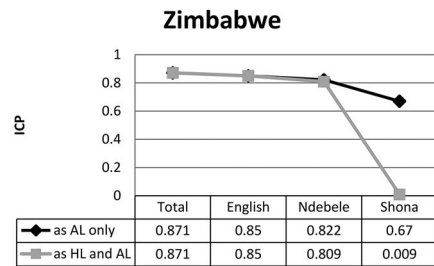 Zimbabwe
ICP
1
0.8
0.6
0.4
0.2
0
Total English Ndebele Shona
as AL only 0.871 0.85 0.822 0.67
as HL and AL 0.871 0.85 0.809 0.009